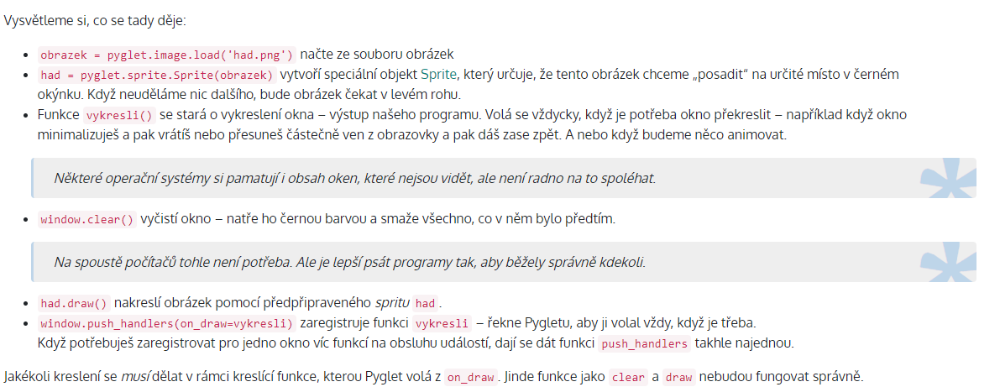 Vysvětleme si, co se tady děje:
• obrazek = pyglet.image.load('had.png') načte ze souboru obrázek
• had = pyglet.sprite.Sprite(obrazek) vytvoří speciální objekt Sprite, který určuje, že tento obrázek chceme „posadit“ na určité místo v černém
okýnku. Když neuděláme nic dalšího, bude obrázek čekat v levém rohu.
• Funkce vykresli() se stará o vykreslení okna – výstup našeho programu. Volá se vždycky, když je potřeba okno překreslit – například když okno
minimalizuješ a pak vrátíš nebo přesuneš částečně ven z obrazovky a pak dáš zase zpět. A nebo když budeme něco animovat.
Některé operační systémy si pamatují i obsah oken, které nejsou vidět, ale není radno na to spoléhat.
• window.clear() vyčistí okno – natře ho černou barvou a smaže všechno, co v něm bylo předtím.
Na spoustě počítačů tohle není potřeba. Ale je lepší psát programy tak, aby běžely správně kdekoli.
• had.draw() nakreslí obrázek pomocí předpřipraveného spritu had.
• window.push_handlers(on_draw=vykresli) zaregistruje funkci vykresli – řekne Pygletu, aby ji volal vždy, když je třeba.
Když potřebuješ zaregistrovat pro jedno okno víc funkcí na obsluhu událostí, dají se dát funkci push_handlers takhle najednou.
Jakékoli kreslení se musí dělat v rámci kreslící funkce, kterou Pyglet volá z on_draw. Jinde funkce jako clear a draw nebudou fungovat správně.